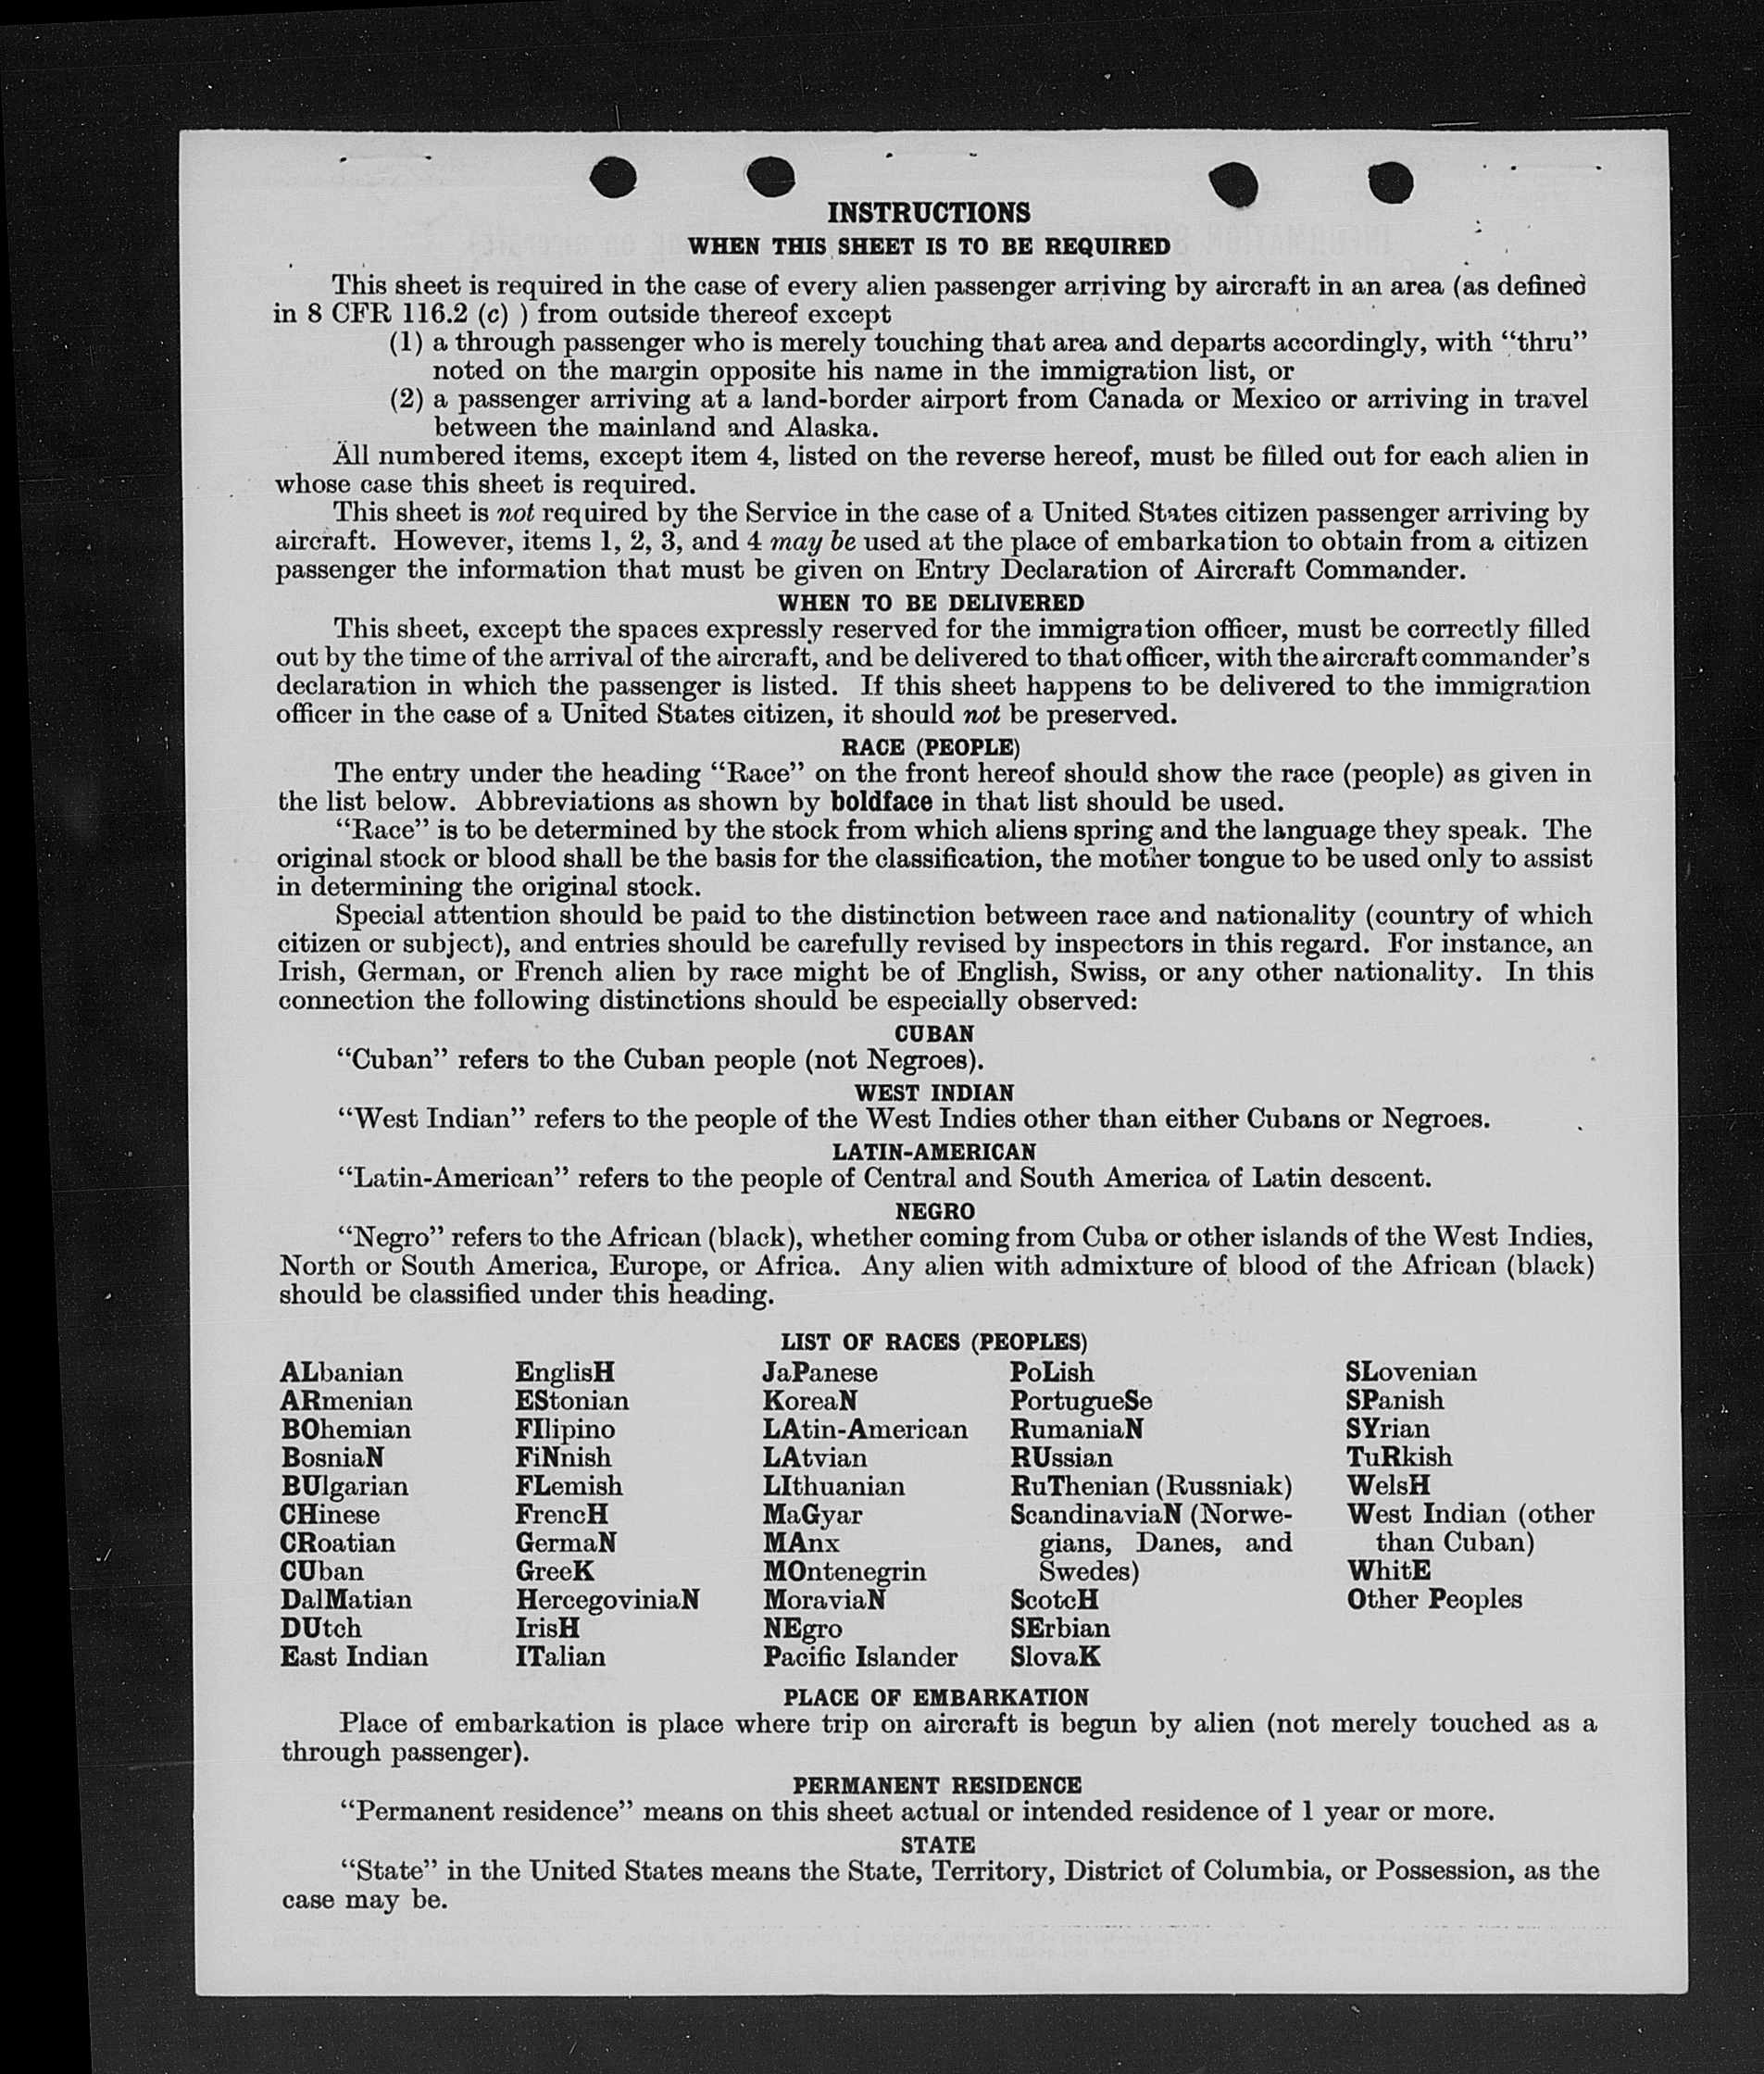 INSTRUCTIONS
WHEN THIS SHEET IS TO BE REQUIRED
This sheet is required in the case of every alien passenger arriving by aircraft in an area (as defined
in 8 CFR 116.2 (c) ) from outside thereof except
(1) a through passenger who is merely touching that area and departs accordingly, with “thru”
noted on the margin opposite his name in the immigration list, or
(2) a passenger arriving at a land-border airport from Canada or Mexico or arriving in travel
between the mainland and Alaska.
All numbered items, except item 4, listed on the reverse hereof, must be filled out for each alien in
whose case this sheet is required.
This sheet is not required by the Service in the case of a United States citizen passenger arriving by
aircraft. However, items 1, 2, 3, and 4 may be used at the place of embarkation to obtain from a citizen
passenger the information that must be given on Entry Declaration of Aircraft Commander.
WHEN TO BE DELIVERED
This sheet, except the spaces expressly reserved for the immigration officer, must be correctly filled
out by the time of the arrival of the aircraft, and be delivered to that officer, with the aircraft commander’s
declaration in which the passenger is listed. If this sheet happens to be delivered to the immigration
officer in the case of a United States citizen, it should not be preserved.
RACE (PEOPLE)
The entry under the heading “Race” on the front hereof should show the race (people) as given in
the list below. Abbreviations as shown by boldface in that list should be used.
“Race” is to be determined by the stock from which aliens spring and the language they speak. The
original stock or blood shall be the basis for the classification, the mother tongue to be used only to assist
in determining the original stock.
Special attention should be paid to the distinction between race and nationality (country of which
citizen or subject), and entries should be carefully revised by inspectors in this regard. For instance, an
Irish, German, or French alien by race might be of English, Swiss, or any other nationality. In this
connection the following distinctions should be especially observed:
CUBAN
“Cuban” refers to the Cuban people (not Negroes).
WEST INDIAN
“West Indian” refers to the people of the West Indies other than either Cubans or Negroes.
LATIN-AMERICAN
“Latin-American” refers to the people of Central and South America of Latin descent.
NEGRO
“Negro” refers to the African (black), whether coming from Cuba or other islands of the West Indies,
North or South America, Europe, or Africa. Any alien with admixture of blood of the African (black)
should be classified under this heading.
LIST OF RACES (PEOPLES)
ALbanian
ARmenian
BOhemian
BosniaN
BUlgarian
CHinese
CRoatian
CUban
DalMatian
DUtch
East Indian
EnglisH
EStonian
FIlipino
FiNnish
FLemish
FrencH
GermaN
GreeK
HercegoviniaN
IrisH
ITalian
JaPanese
KoreaN
LAtin-American
LAtvian
LIthuanian
MaGyar
MAnx
MOntenegrin
MoraviaN
NEgro
Pacific Islander
PoLish
PortugueSe
RumaniaN
RUssian
RuThenian (Russniak)
ScandinaviaN (Norwe-
gians, Danes, and
Swedes)
ScotcH
SErbian
SlovaK
SLovenian
SPanish
SYrian
TuRkish
WelsH
West Indian (other
than Cuban)
WhitE
Other Peoples
PLACE OF EMBARKATION
Place of embarkation is place where trip on aircraft is begun by alien (not merely touched as a
through passenger).
PERMANENT RESIDENCE
“Permanent residence” means on this sheet actual or intended residence of 1 year or more.
STATE
“State” in the United States means the State, Territory, District of Columbia, or Possession, as the
case may be.